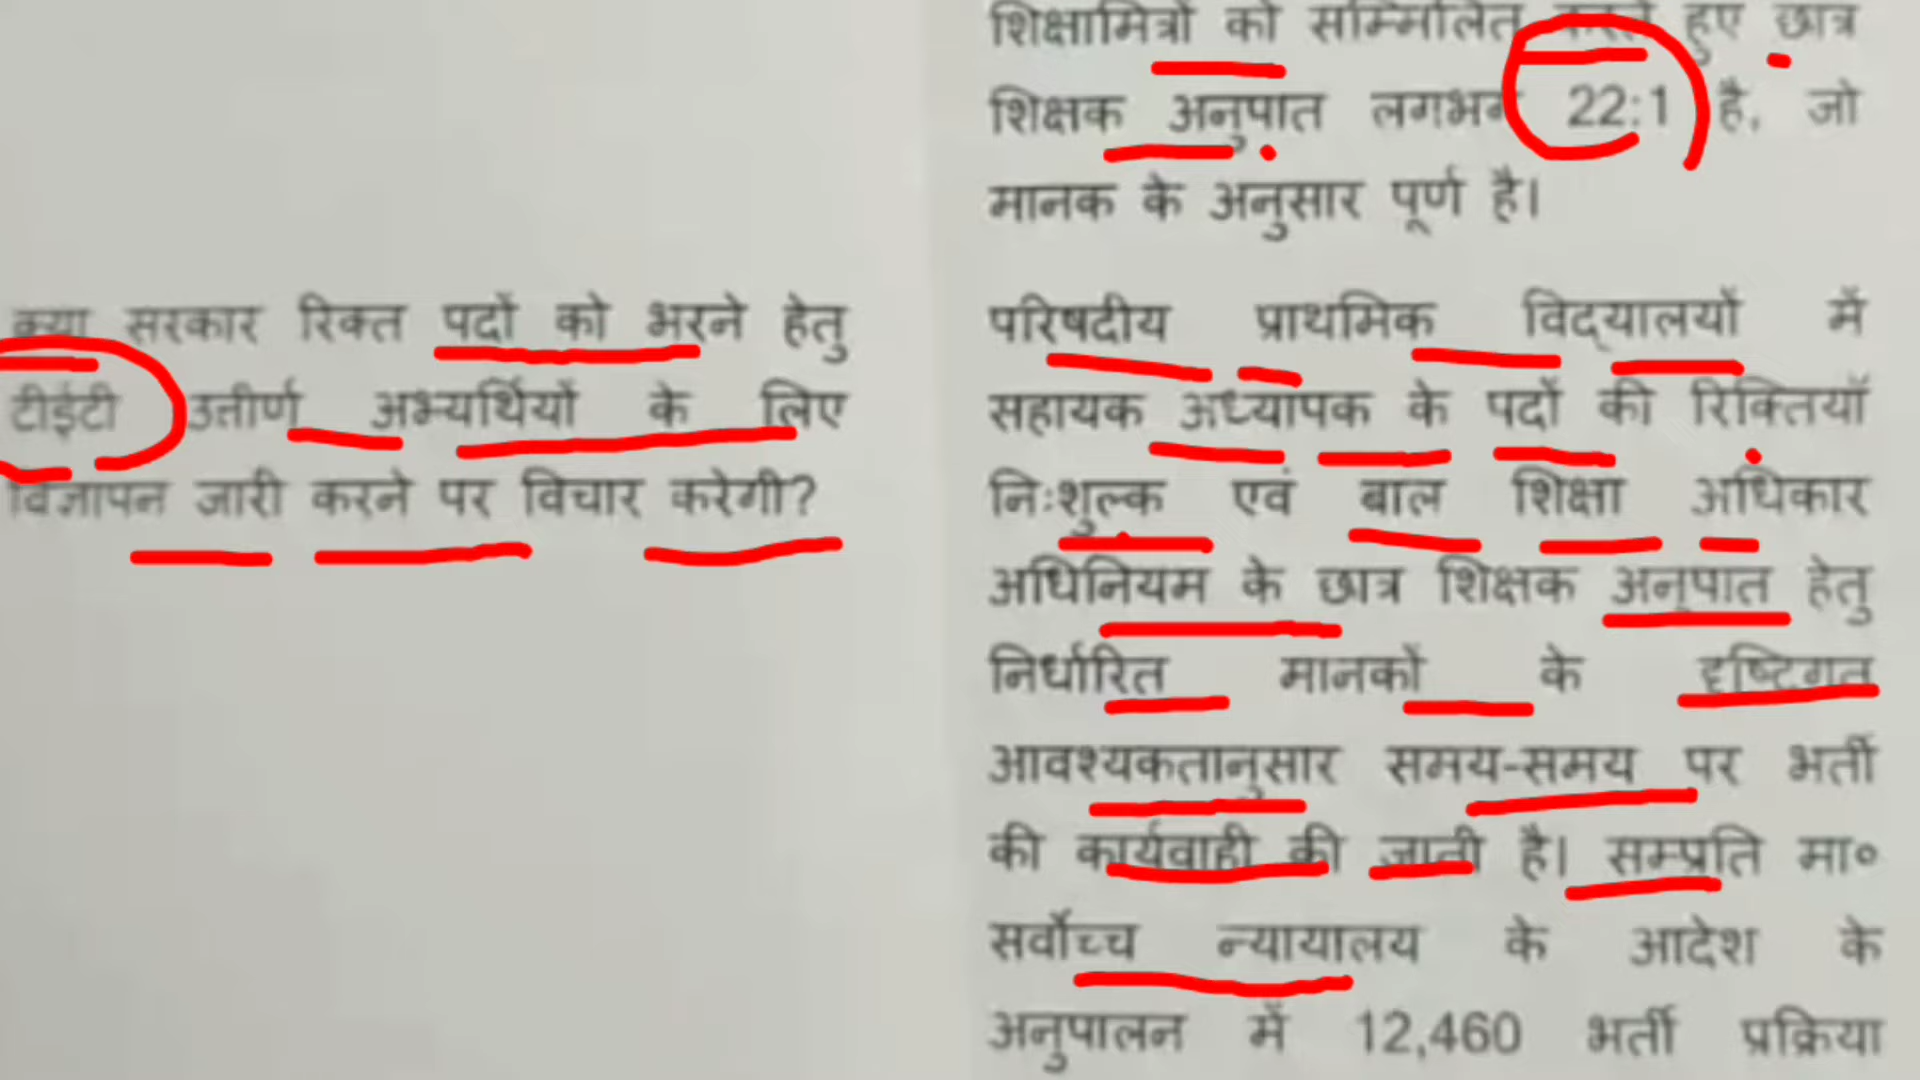 क्या सरकार रिक्त पदों को भरने हेतु
टीईटी उत्तीर्ण अभ्यर्थियों के लिए
विज्ञापन जारी करने पर विचार करेगी?
शिक्षामित्रों को सम्मिलित करते हुए छात्र
शिक्षक अनुपात लगभग 22:1 है, जो
मानक के अनुसार पूर्ण है।
परिषदीय प्राथमिक विद्यालयों में
सहायक अध्यापक के पदों की रिक्तियाँ
निःशुल्क एवं बाल शिक्षा अधिकार
अधिनियम के छात्र शिक्षक अनुपात हेतु
निर्धारित मानकों के दृष्टिगत
आवश्यकतानुसार समय-समय पर भर्ती
की कार्यवाही की जाती है। सम्प्रति मा०
सर्वोच्च न्यायालय के आदेश के
अनुपालन में 12,460 भर्ती प्रक्रिया